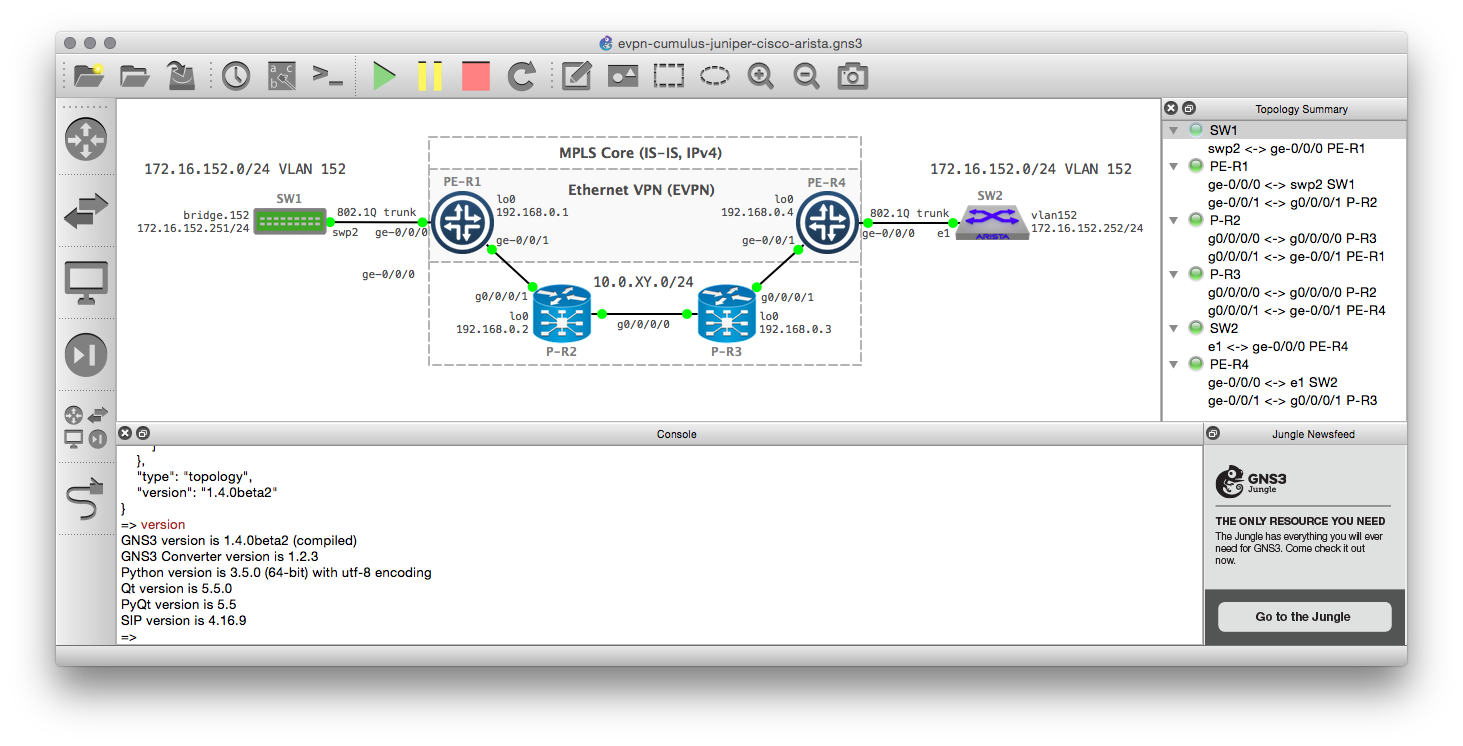 evpn-cumulus-juniper-cisco-arista.gns3
MPLS Core (IS-IS, IPv4)
172.16.152.0/24 VLAN 152
172.16.152.0/24 VLAN 152
Ethernet VPN (EVPN)
PE-R1
PE-R4
SW1
SW2
lo0
192.168.0.1
lo0
192.168.0.4
bridge.152
172.16.152.251/24
802.1Q trunk
swp2
ge-0/0/0
802.1Q trunk
ge-0/0/0
e1
ARISTA
vlan152
172.16.152.252/24
ge-0/0/1
ge-0/0/1
ge-0/0/0
10.0.XY.0/24
g0/0/0/1
g0/0/0/1
lo0
192.168.0.2
g0/0/0/0
lo0
192.168.0.3
P-R2
P-R3
Topology Summary
SW1
swp2 <-> ge-0/0/0 PE-R1
PE-R1
ge-0/0/0 <-> swp2 SW1
ge-0/0/1 <-> g0/0/0/1 P-R2
P-R2
g0/0/0/0 <-> g0/0/0/0 P-R3
g0/0/0/1 <-> ge-0/0/1 PE-R1
P-R3
g0/0/0/0 <-> g0/0/0/0 P-R2
g0/0/0/1 <-> ge-0/0/1 PE-R4
SW2
e1 <-> ge-0/0/0 PE-R4
PE-R4
ge-0/0/0 <-> e1 SW2
ge-0/0/1 <-> g0/0/0/1 P-R3
Console
]
},
"type": "topology",
"version": "1.4.0beta2"
}
=> version
GNS3 version is 1.4.0beta2 (compiled)
GNS3 Converter version is 1.2.3
Python version is 3.5.0 (64-bit) with utf-8 encoding
Qt version is 5.5.0
PyQt version is 5.5
SIP version is 4.16.9
=>
Jungle Newsfeed
GNS3
Jungle
THE ONLY RESOURCE YOU NEED
The Jungle has everything you will ever
need for GNS3. Come check it out
now.
Go to the Jungle